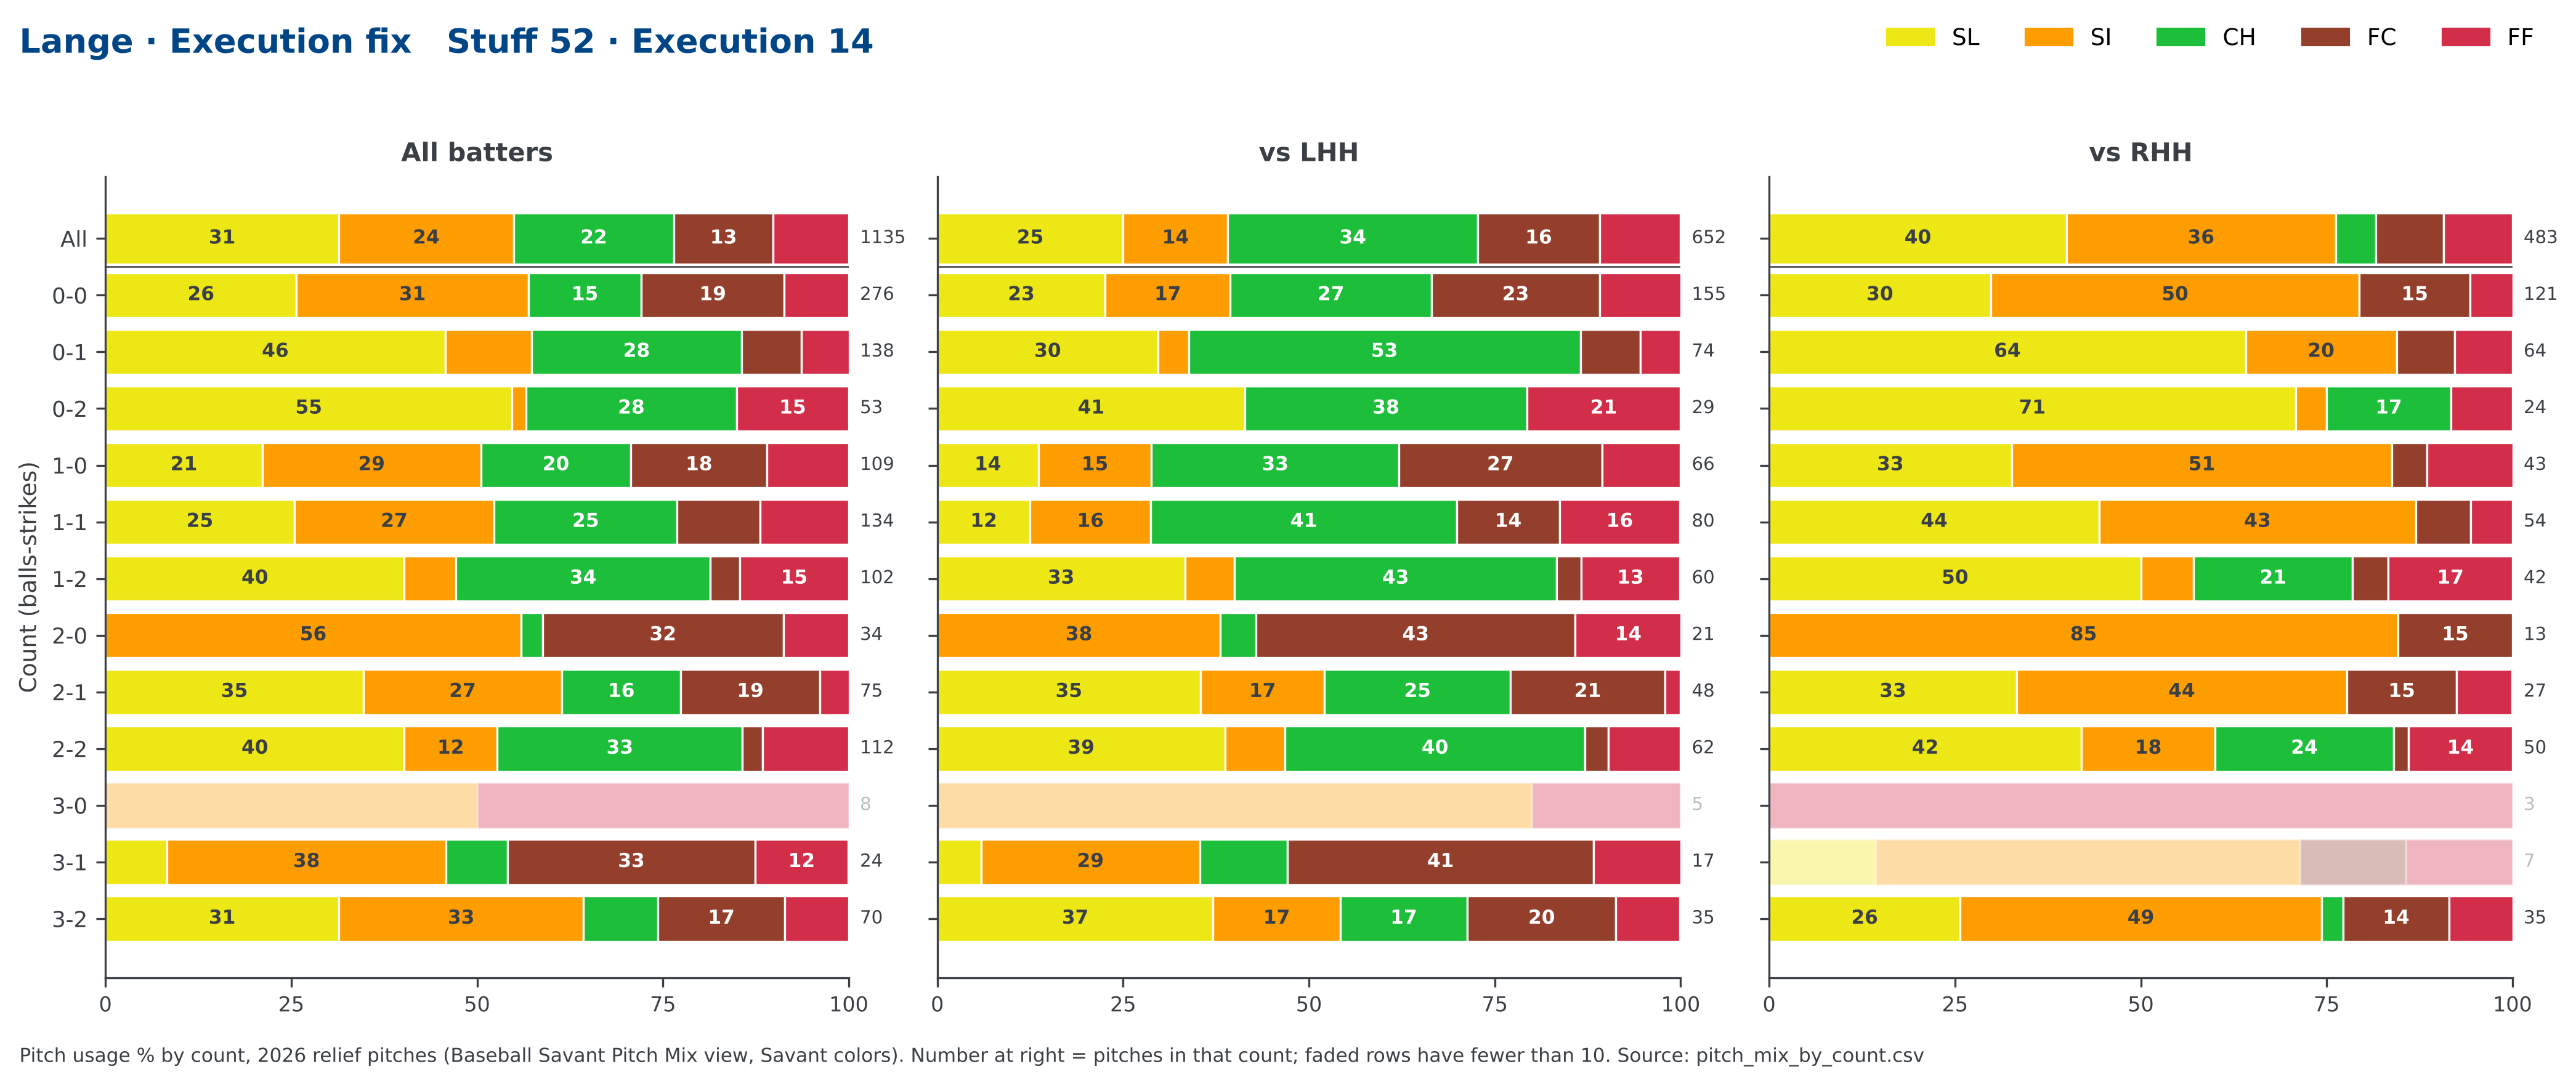 Lange · Execution fix   Stuff 52 · Execution 14
SL SI CH FC FF
All batters
vs LHH
vs RHH
Count (balls-strikes)
All 31 24 22 13 1135 25 14 34 16 652 40 36 483
0-0 26 31 15 19 276 23 17 27 23 155 30 50 15 121
0-1 46 28 138 30 53 74 64 20 64
0-2 55 28 15 53 41 38 21 29 71 17 24
1-0 21 29 20 18 109 14 15 33 27 66 33 51 43
1-1 25 27 25 134 12 16 41 14 16 80 44 43 54
1-2 40 34 15 102 33 43 13 60 50 21 17 42
2-0 56 32 34 38 43 14 21 85 15 13
2-1 35 27 16 19 75 35 17 25 21 48 33 44 15 27
2-2 40 12 33 112 39 40 62 42 18 24 14 50
3-0 8 5 3
3-1 38 33 12 24 29 41 17 7
3-2 31 33 17 70 37 17 17 20 35 26 49 14 35
0 25 50 75 100 0 25 50 75 100 0 25 50 75 100
Pitch usage % by count, 2026 relief pitches (Baseball Savant Pitch Mix view, Savant colors). Number at right = pitches in that count; faded rows have fewer than 10. Source: pitch_mix_by_count.csv